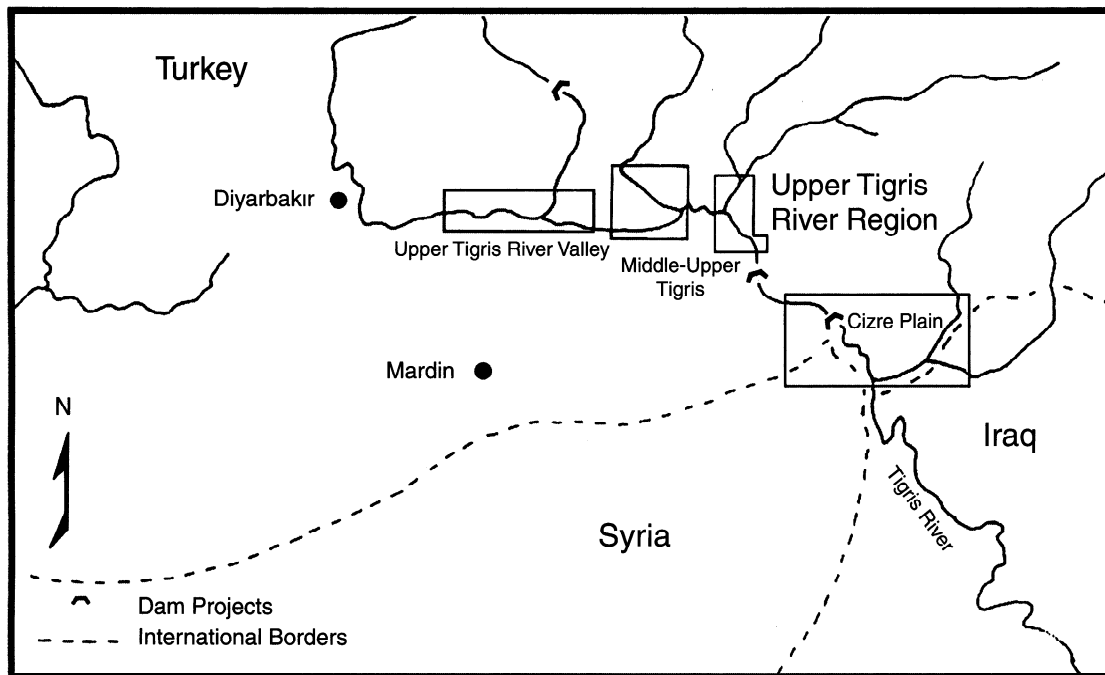 Turkey
Diyarbakır
Upper Tigris
River Region
Upper Tigris River Valley
Middle-Upper
Tigris
Cizre Plain
Mardin
N
Iraq
Tigris River
Syria
Dam Projects
International Borders